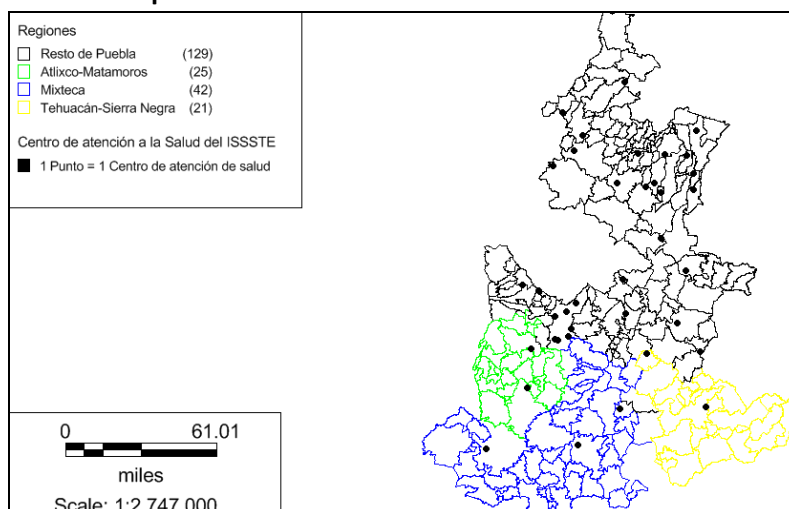 Regiones
Resto de Puebla (129)
Atlixco-Matamoros (25)
Mixteca (42)
Tehuacán-Sierra Negra (21)
Centro de atención a la Salud del ISSSTE
1 Punto = 1 Centro de atención de salud
0 61.01
miles
Scale: 1:2,747,000